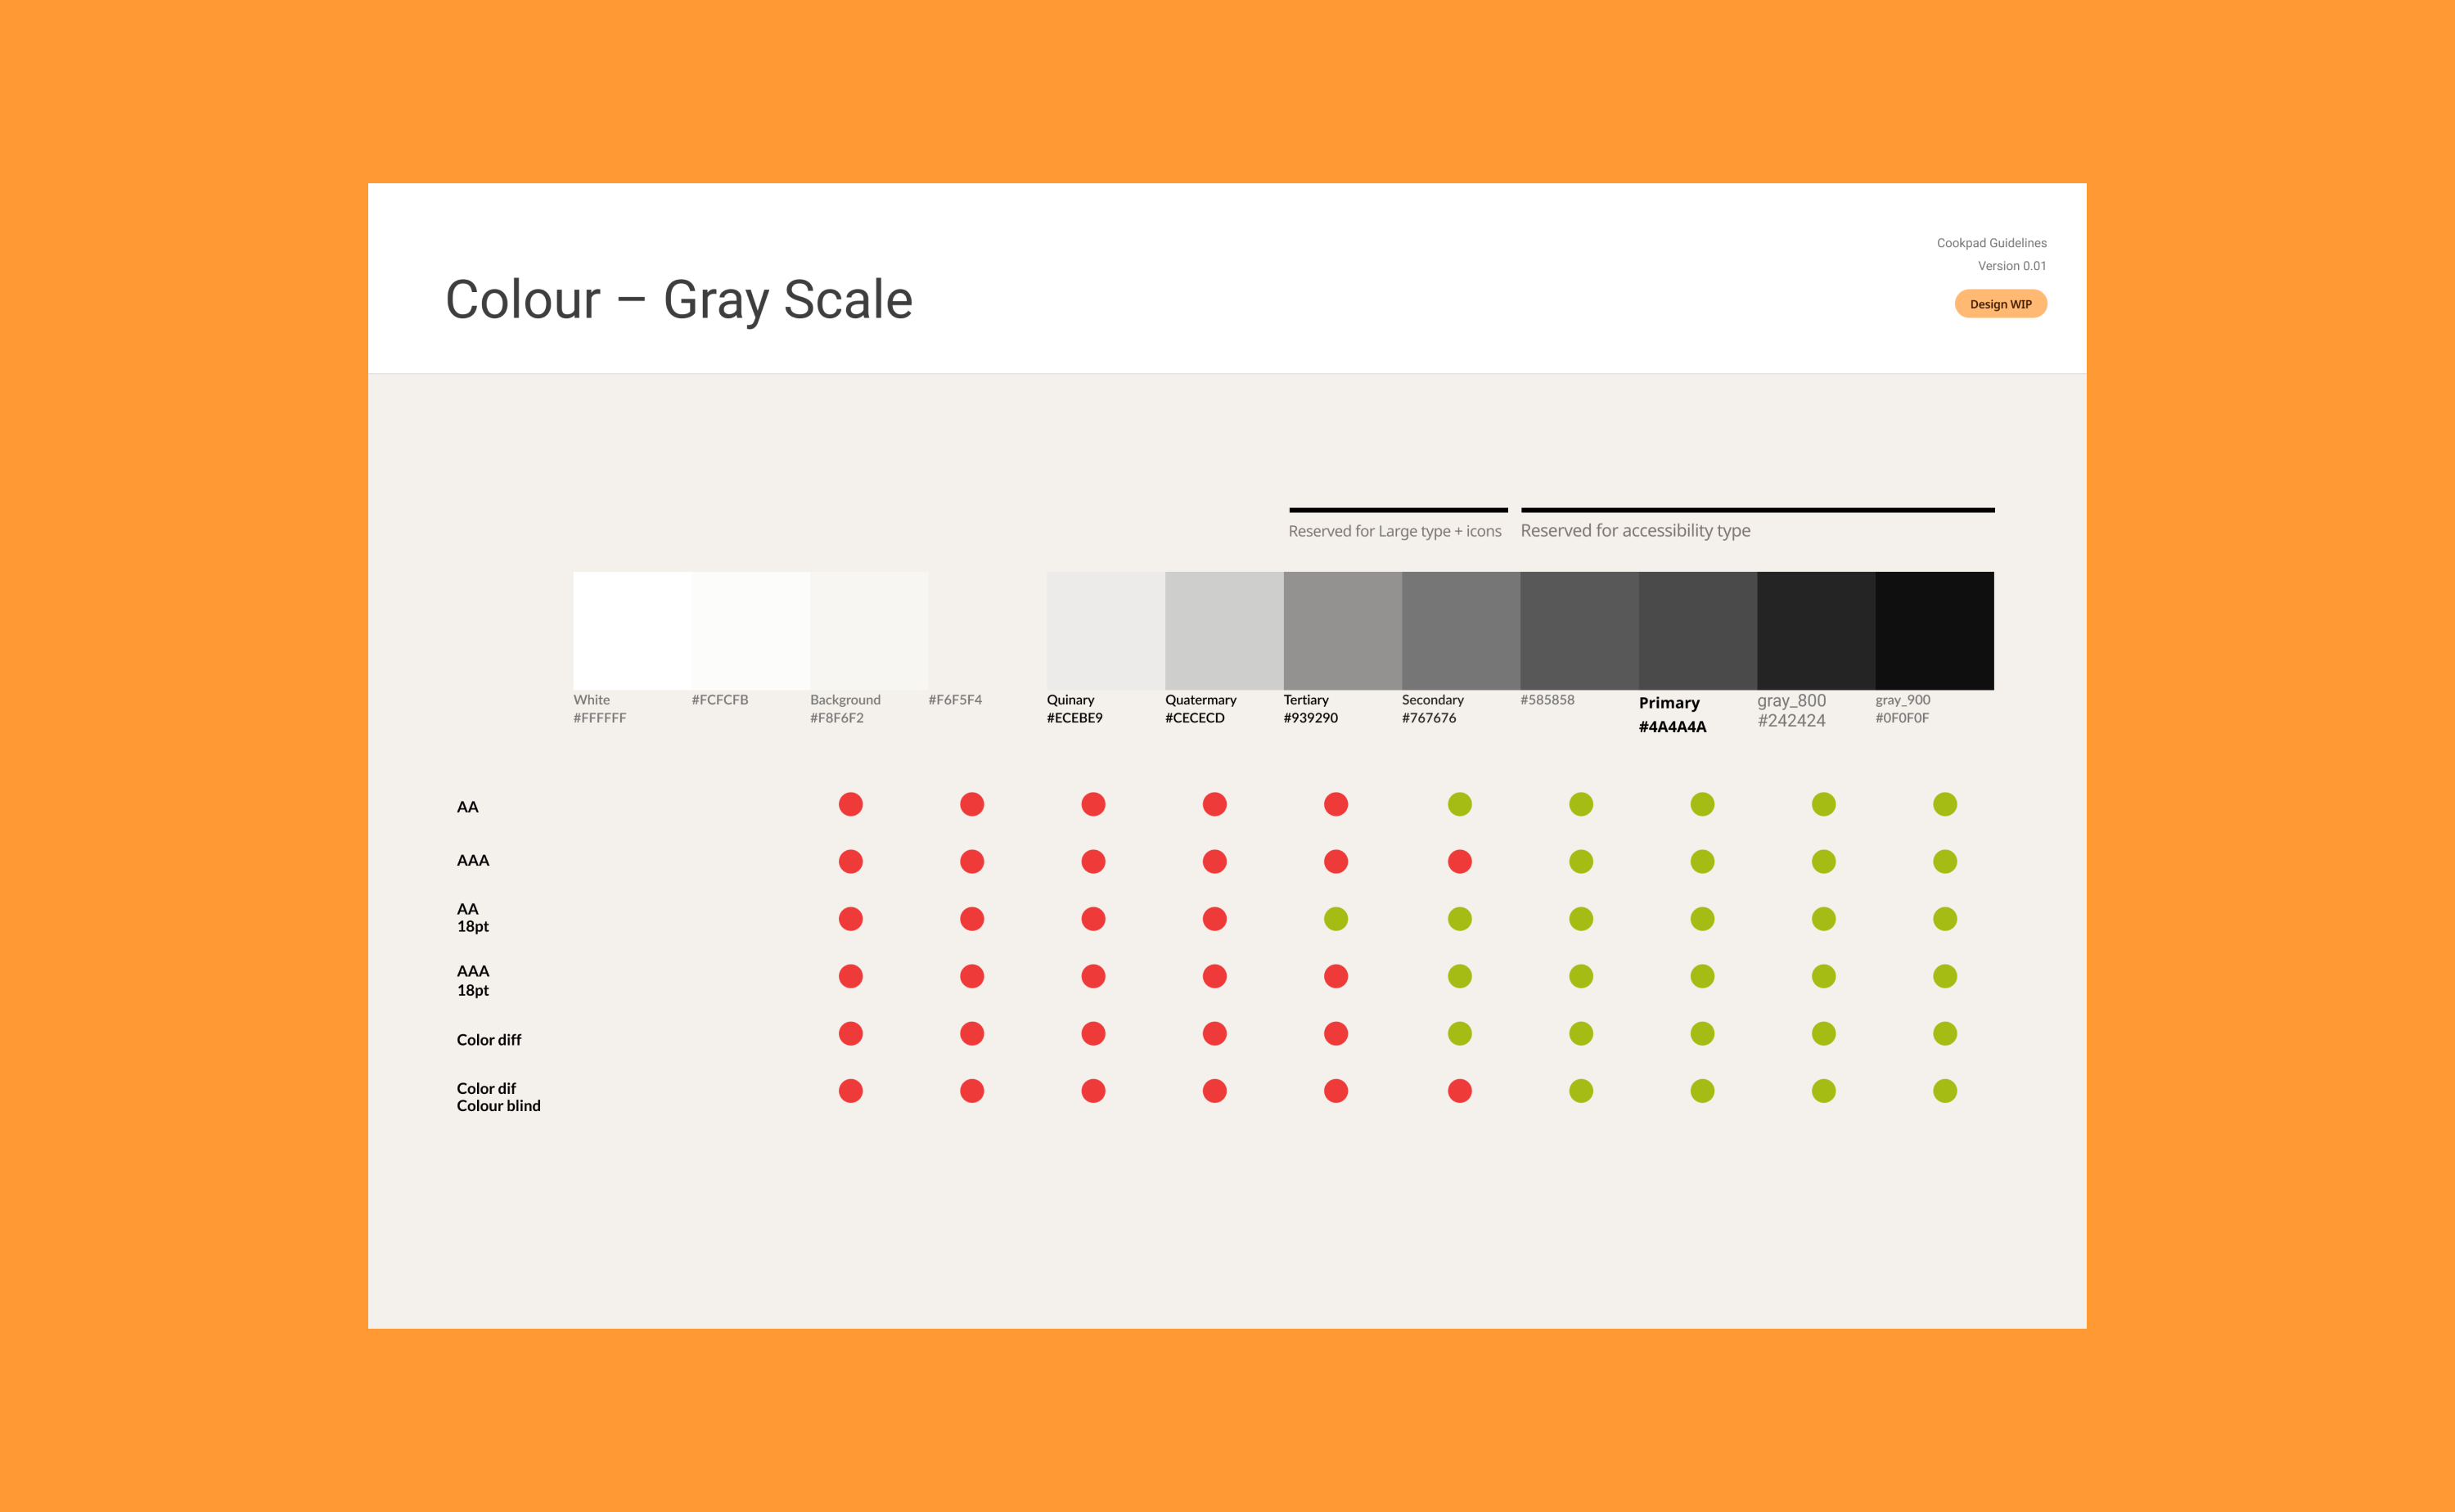 Cookpad Guidelines
Version 0.01
Design WIP
Colour – Gray Scale
Reserved for Large type + icons
Reserved for accessibility type
White
#FFFFFF
#FCFCFB
Background
#F8F6F2
#F6F5F4
Quinary
#ECEBE9
Quatermary
#CECECD
Tertiary
#939290
Secondary
#767676
#585858
Primary
#4A4A4A
gray_800
#242424
gray_900
#0F0F0F
AA
AAA
AA
18pt
AAA
18pt
Color diff
Color dif
Colour blind